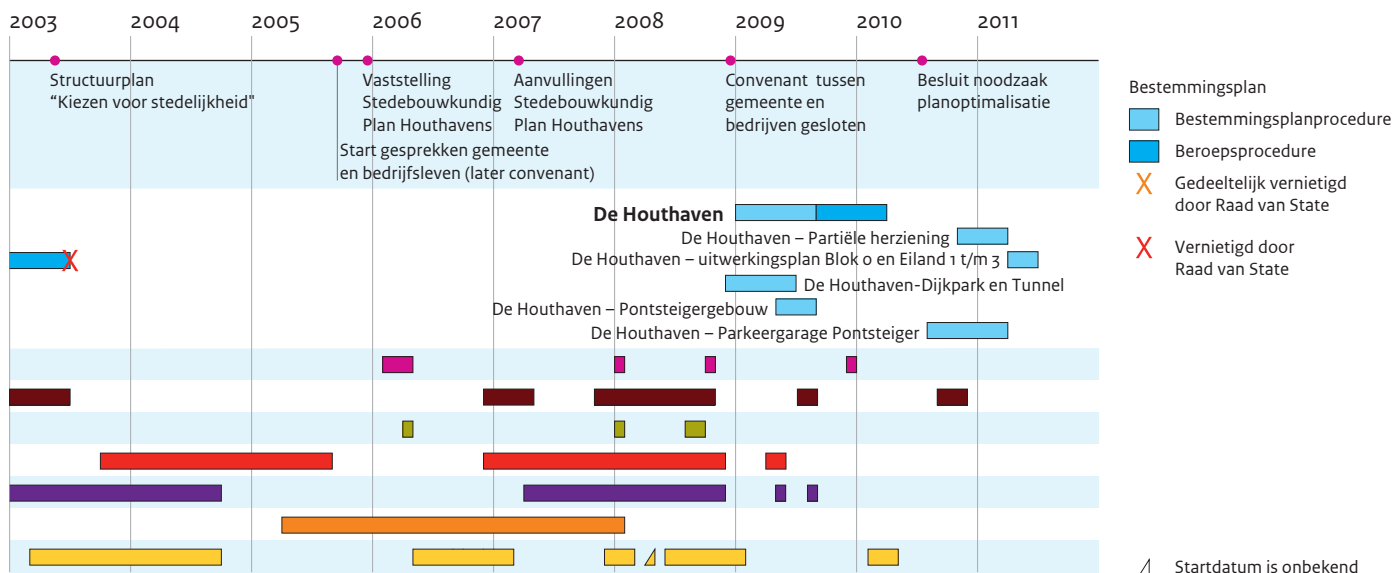 2003 2004 2005 2006 2007 2008 2009 2010 2011
Structuurplan
“Kiezen voor stedelijkheid"
Vaststelling
Stedebouwkundig
Plan Houthavens
Aanvullingen
Stedebouwkundig
Plan Houthavens
Convenant tussen
gemeente en
bedrijven gesloten
Besluit noodzaak
planoptimalisatie
Start gesprekken gemeente
en bedrijfsleven (later convenant)
De Houthaven
De Houthaven – Partiële herziening
De Houthaven – uitwerkingsplan Blok 0 en Eiland 1 t/m 3
De Houthaven-Dijkpark en Tunnel
De Houthaven – Pontsteigergebouw
De Houthaven – Parkeergarage Pontsteiger
Bestemmingsplan
Bestemmingsplanprocedure
Beroepsprocedure
X Gedeeltelijk vernietigd
door Raad van State
X Vernietigd door
Raad van State
Startdatum is onbekend